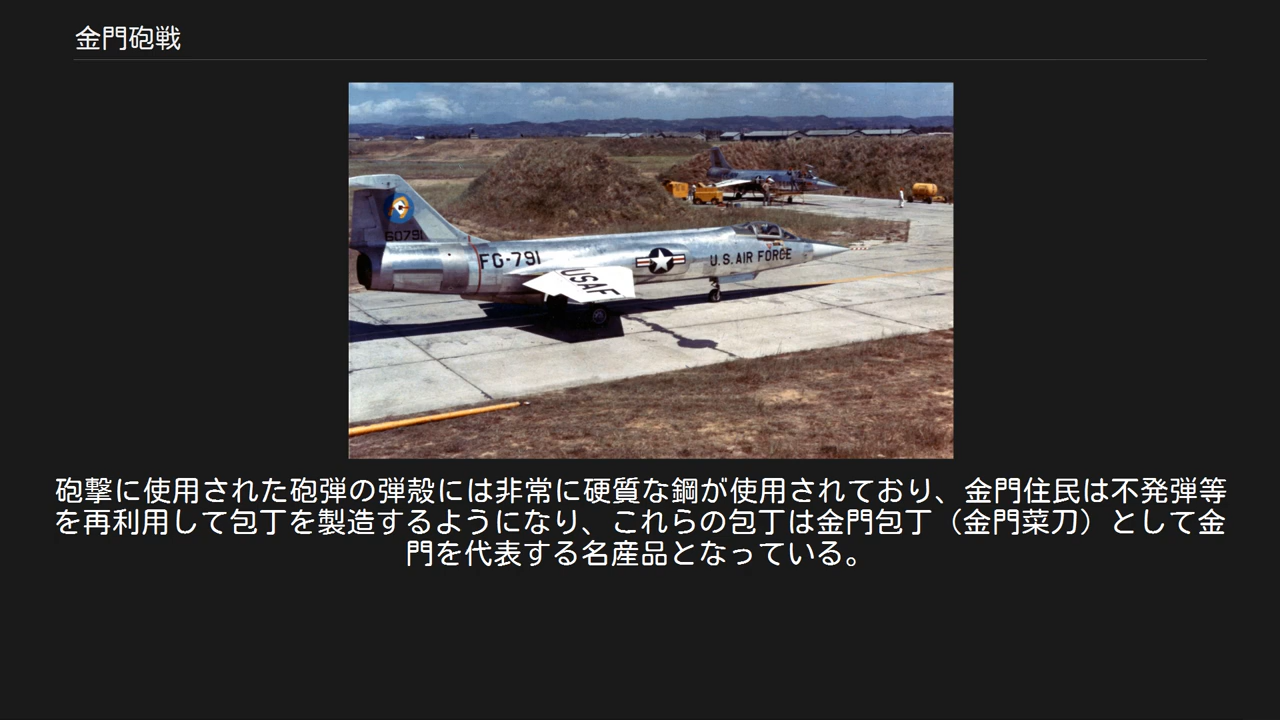 金門砲戦
60791
FG-791
USAF
U.S. AIR FORCE
砲撃に使用された砲弾の弾殻には非常に硬質な鋼が使用されており、金門住民は不発弾等
を再利用して包丁を製造するようになり、これらの包丁は金門包丁（金門菜刀）として金
門を代表する名産品となっている。